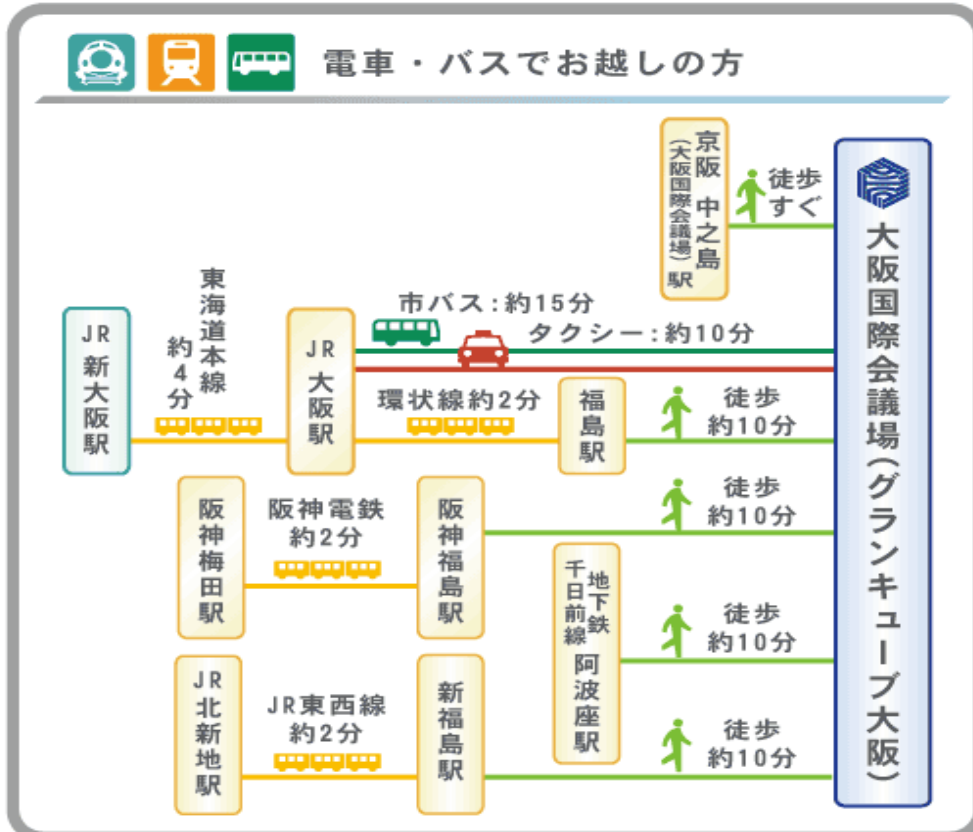 電車・バスでお越しの方
京阪 中之島駅
(大阪国際会議場)
徒歩
すぐ
大阪国際会議場(グランキューブ大阪)
JR 新大阪駅
東海道本線
約4分
JR 大阪駅
市バス:約15分
タクシー:約10分
環状線約2分
福島駅
徒歩
約10分
阪神梅田駅
阪神電鉄
約2分
阪神福島駅
徒歩
約10分
地下鉄
千日前線
阿波座駅
徒歩
約10分
JR 北新地駅
JR東西線
約2分
新福島駅
徒歩
約10分